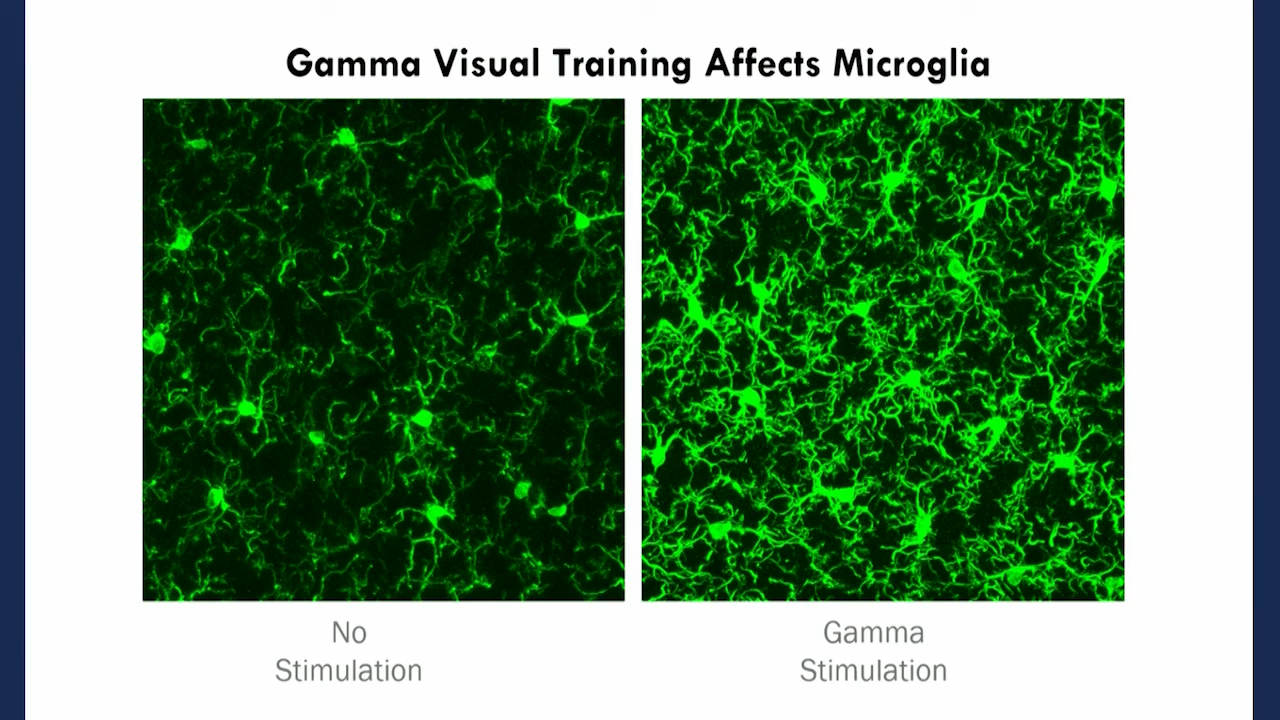 Gamma Visual Training Affects Microglia
No
Stimulation
Gamma
Stimulation